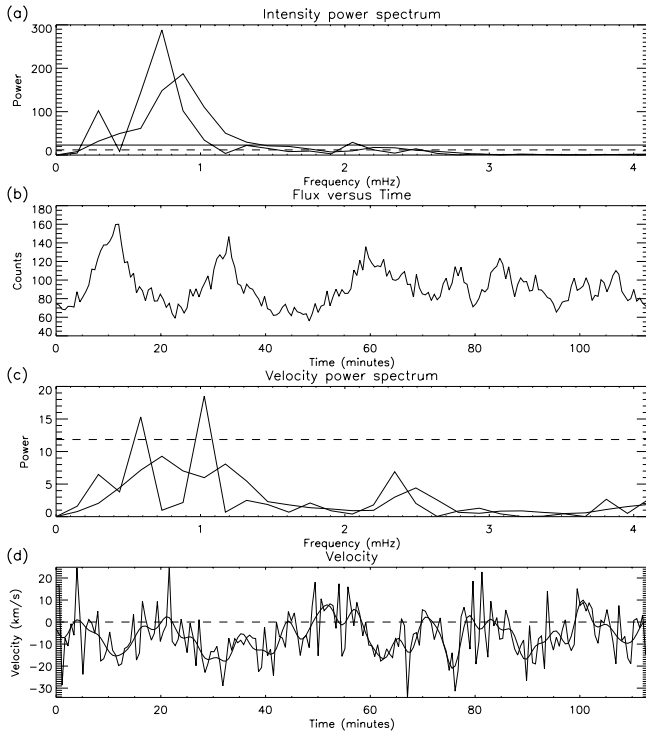 (a)
Intensity power spectrum
300
200
100
0
Power
0 1 2 3 4
Frequency (mHz)
(b)
Flux versus Time
180
160
140
120
100
80
60
40
Counts
0 20 40 60 80 100
Time (minutes)
(c)
Velocity power spectrum
20
15
10
5
0
Power
0 1 2 3 4
Frequency (mHz)
(d)
Velocity
20
10
0
-10
-20
-30
Velocity (km/s)
0 20 40 60 80 100
Time (minutes)